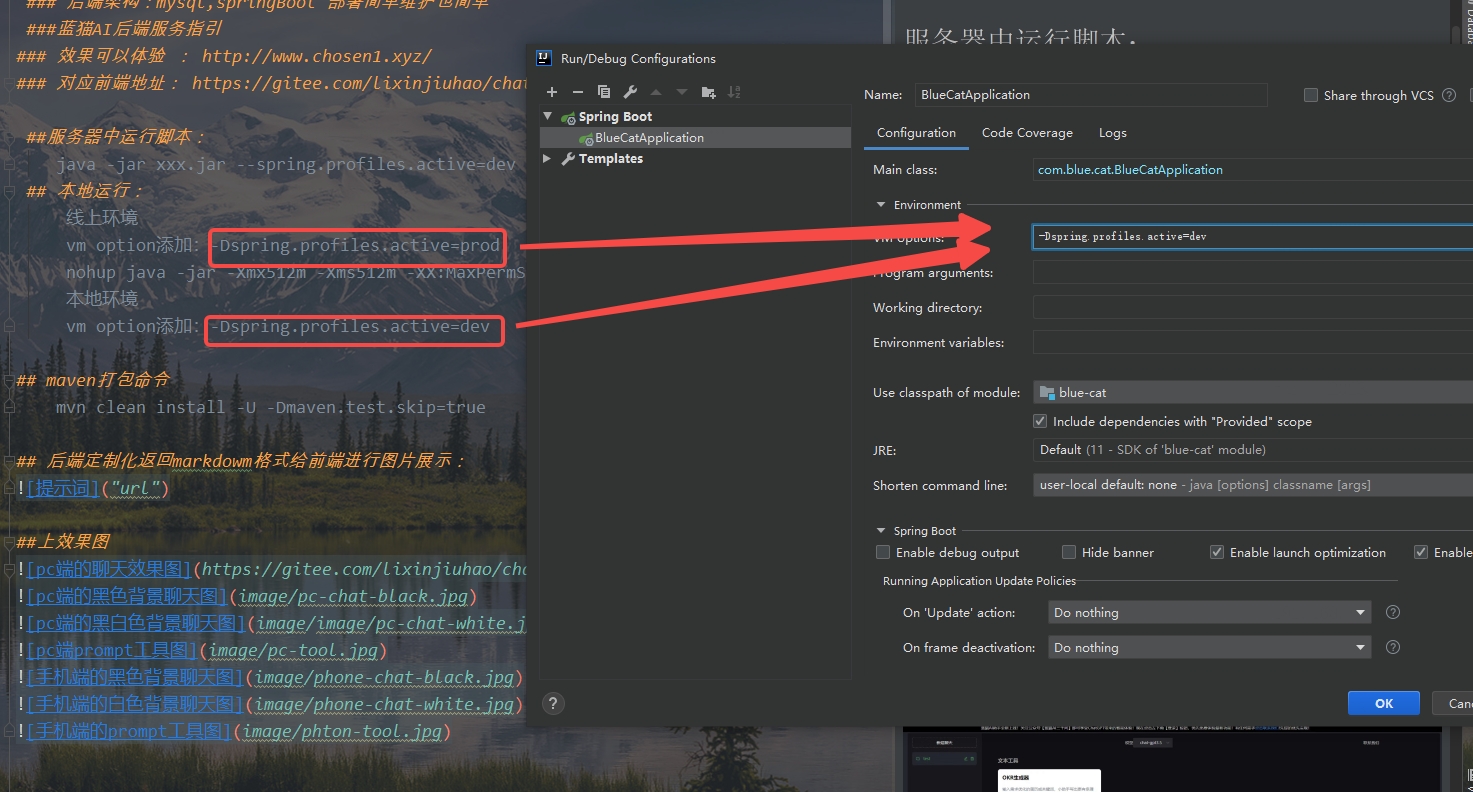 ### 后端架构：mysql,springBoot 部署简单维护也简单
###蓝猫AI后端服务指引
### 效果可以体验 ： http://www.chosen1.xyz/
### 对应前端地址： https://gitee.com/lixinjiuhao/chat
##服务器中运行脚本：
java -jar xxx.jar --spring.profiles.active=dev
## 本地运行：
线上环境
vm option添加：-Dspring.profiles.active=prod
nohup java -jar -Xmx512m -Xms512m -XX:MaxPermS
本地环境
vm option添加：-Dspring.profiles.active=dev
## maven打包命令
mvn clean install -U -Dmaven.test.skip=true
## 后端定制化返回markdowm格式给前端进行图片展示：
![提示词]("url")
##上效果图
![pc端的聊天效果图](https://gitee.com/lixinjiuhao/cha
![pc端的黑色背景聊天图](image/pc-chat-black.jpg)
![pc端的黑白色背景聊天图](image/image/pc-chat-white.j
![pc端prompt工具图](image/pc-tool.jpg)
![手机端的黑色背景聊天图](image/phone-chat-black.jpg)
![手机端的白色背景聊天图](image/phone-chat-white.jpg)
![手机端的prompt工具图](image/phton-tool.jpg)
服务器中运行脚本：
Run/Debug Configurations
Spring Boot
BlueCatApplication
Templates
Name: BlueCatApplication
Share through VCS
Configuration Code Coverage Logs
Main class: com.blue.cat.BlueCatApplication
Environment
VM options: -Dspring.profiles.active=dev
Program arguments:
Working directory:
Environment variables:
Use classpath of module: blue-cat
Include dependencies with "Provided" scope
JRE: Default (11 - SDK of 'blue-cat' module)
Shorten command line: user-local default: none - java [options] classname [args]
Spring Boot
Enable debug output Hide banner Enable launch optimization Enable
Running Application Update Policies
On 'Update' action: Do nothing
On frame deactivation: Do nothing
OK Canc
文本工具
OKR生成器